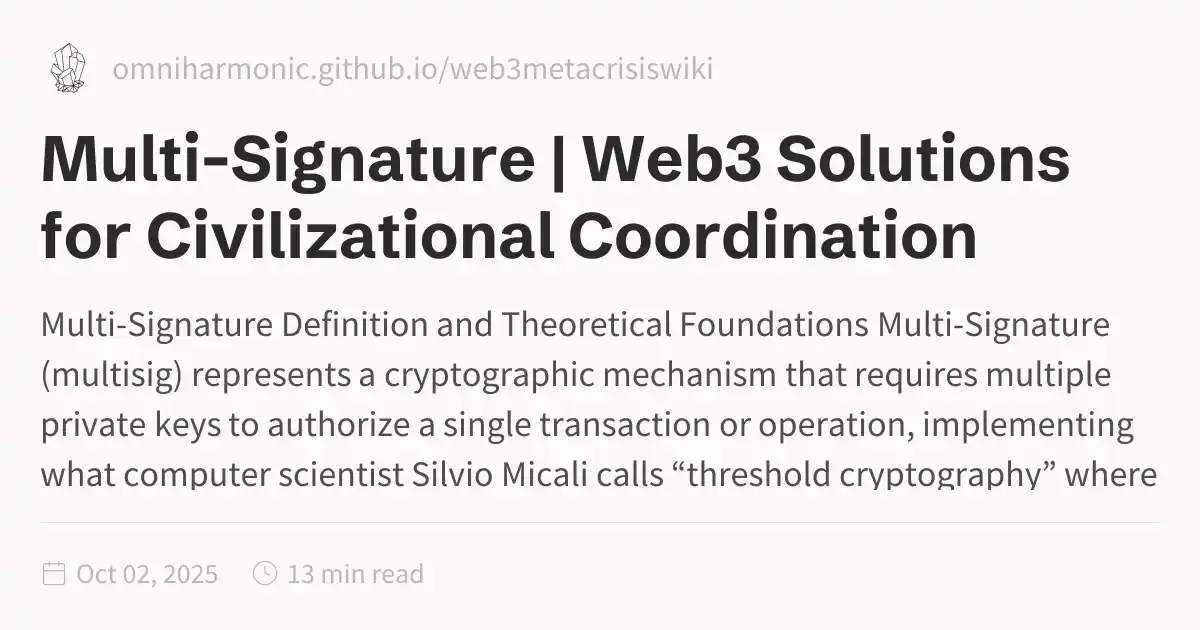 omniharmonic.github.io/web3metacrisiswiki
Multi-Signature | Web3 Solutions
for Civilizational Coordination
Multi-Signature Definition and Theoretical Foundations Multi-Signature
(multisig) represents a cryptographic mechanism that requires multiple
private keys to authorize a single transaction or operation, implementing
what computer scientist Silvio Micali calls “threshold cryptography” where
Oct 02, 2025
13 min read